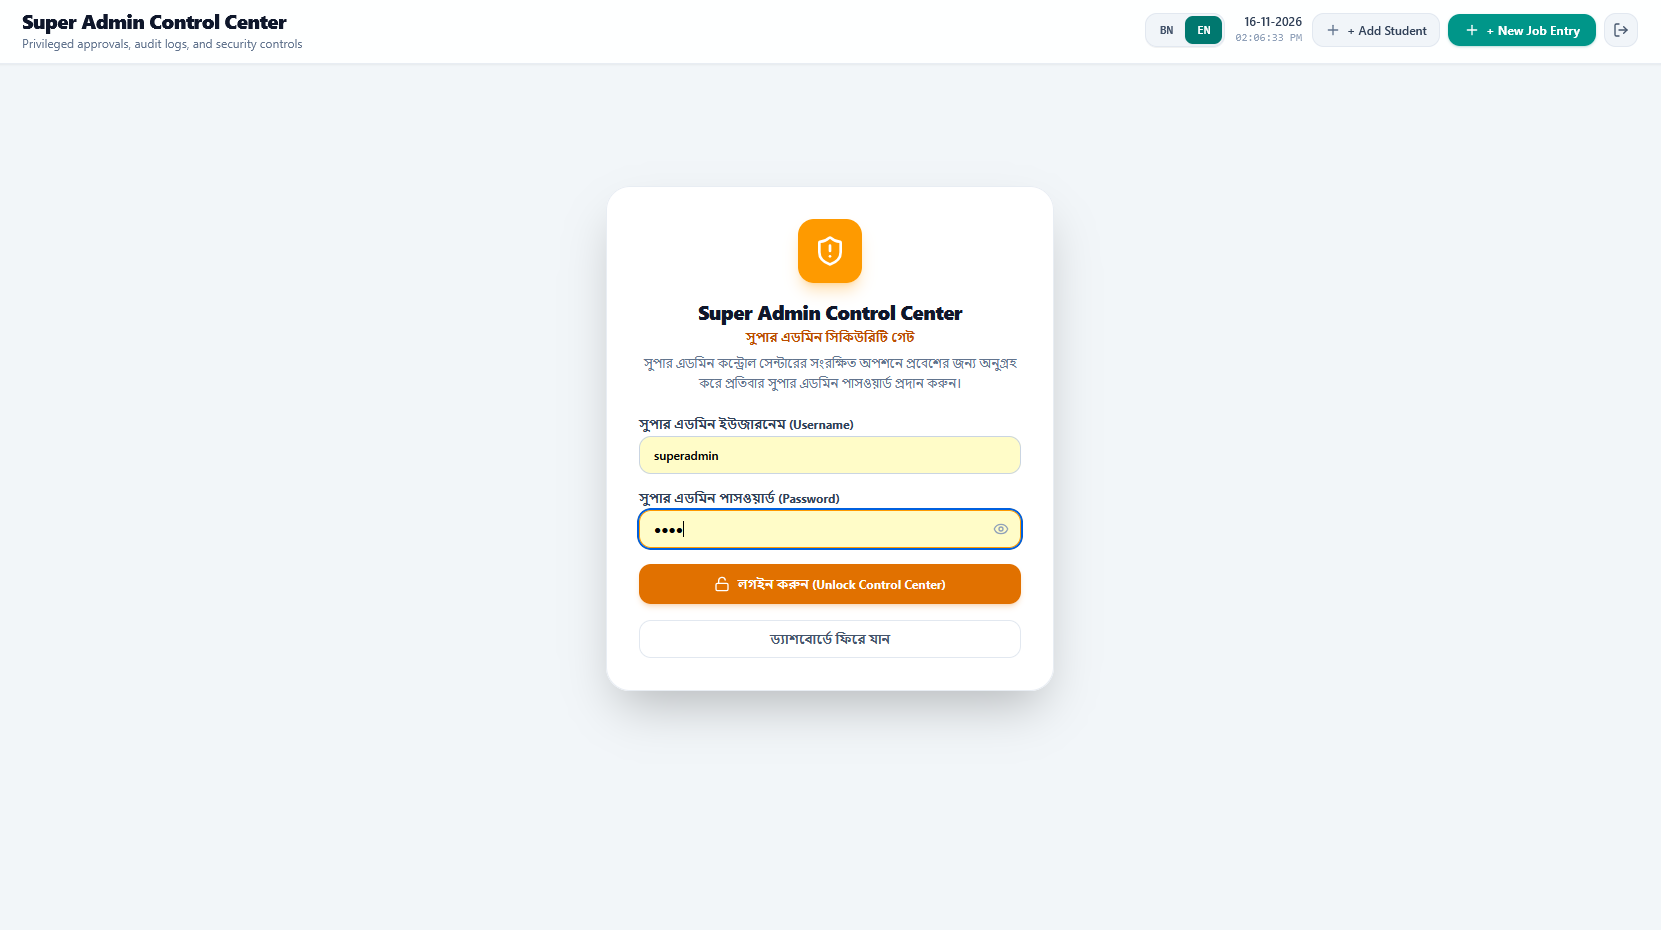 Super Admin Control Center
Privileged approvals, audit logs, and security controls
BN EN
16-11-2026
02:06:33 PM
+ Add Student
+ New Job Entry
Super Admin Control Center
সুপার এডমিন সিকিউরিটি গেট
সুপার এডমিন কন্ট্রোল সেন্টারের সংরক্ষিত অপশনে প্রবেশের জন্য অনুগ্রহ
করে প্রতিবার সুপার এডমিন পাসওয়ার্ড প্রদান করুন।
সুপার এডমিন ইউজারনেম (Username)
superadmin
সুপার এডমিন পাসওয়ার্ড (Password)
••••
লগইন করুন (Unlock Control Center)
ড্যাশবোর্ডে ফিরে যান